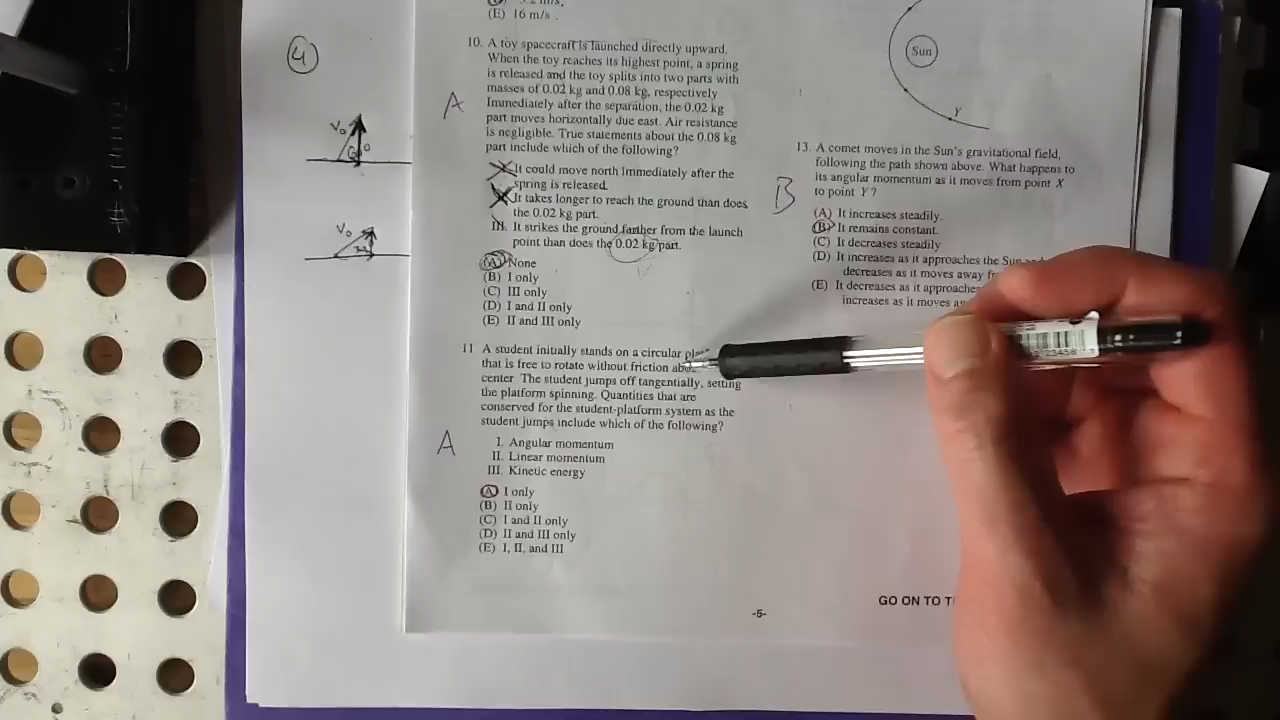 (E) 16 m/s .
4
10. A toy spacecraft is launched directly upward.
When the toy reaches its highest point, a spring
is released and the toy splits into two parts with
masses of 0.02 kg and 0.08 kg, respectively
Immediately after the separation, the 0.02 kg
part moves horizontally due east. Air resistance
is negligible. True statements about the 0.08 kg
part include which of the following?
A
It could move north immediately after the
spring is released.
It takes longer to reach the ground than does
the 0.02 kg part.
III. It strikes the ground farther from the launch
point than does the 0.02 kg part.
(A) None
(B) I only
(C) III only
(D) I and II only
(E) II and III only
V₀
V₀
11 A student initially stands on a circular
that is free to rotate without friction
center The student jumps off tangentially, setting
the platform spinning. Quantities that are
conserved for the student-platform system as the
student jumps include which of the following?
A
I. Angular momentum
II. Linear momentum
III. Kinetic energy
(A) I only
(B) II only
(C) I and II only
(D) II and III only
(E) I, II, and III
Sun
Y
13. A comet moves in the Sun's gravitational field,
following the path shown above. What happens to
its angular momentum as it moves from point X
to point Y ?
B
(A) It increases steadily.
(B) It remains constant.
(C) It decreases steadily
(D) It increases as it approaches the Sun
decreases as it moves away
(E) It decreases as it
increases as it moves
-5-
GO ON TO